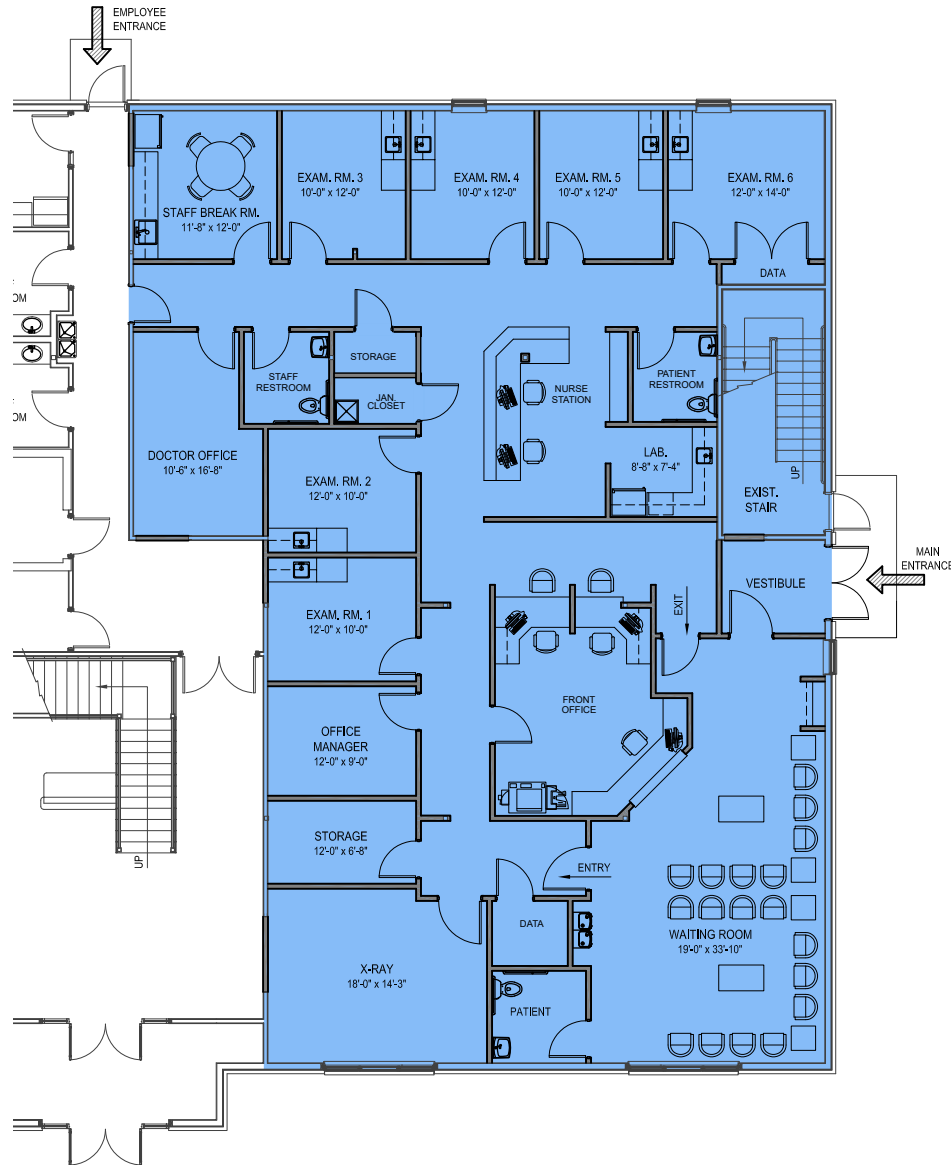 EMPLOYEE
ENTRANCE
EXAM. RM. 3
10'-0" x 12'-0"
EXAM. RM. 4
10'-0" x 12'-0"
EXAM. RM. 5
10'-0" x 12'-0"
EXAM. RM. 6
12'-0" x 14'-0"
STAFF BREAK RM.
11'-8" x 12'-0"
DATA
OM
STORAGE
STAFF
RESTROOM
PATIENT
RESTROOM
NURSE
STATION
JAN.
CLOSET
OM
DOCTOR OFFICE
10'-6" x 16'-8"
LAB.
8'-8" x 7'-4"
UP
EXAM. RM. 2
12'-0" x 10'-0"
EXIST.
STAIR
MAIN
ENTRANCE
VESTIBULE
EXIT
EXAM. RM. 1
12'-0" x 10'-0"
FRONT
OFFICE
OFFICE
MANAGER
12'-0" x 9'-0"
STORAGE
12'-0" x 6'-8"
UP
ENTRY
DATA
WAITING ROOM
19'-0" x 33'-10"
X-RAY
18'-0" x 14'-3"
PATIENT